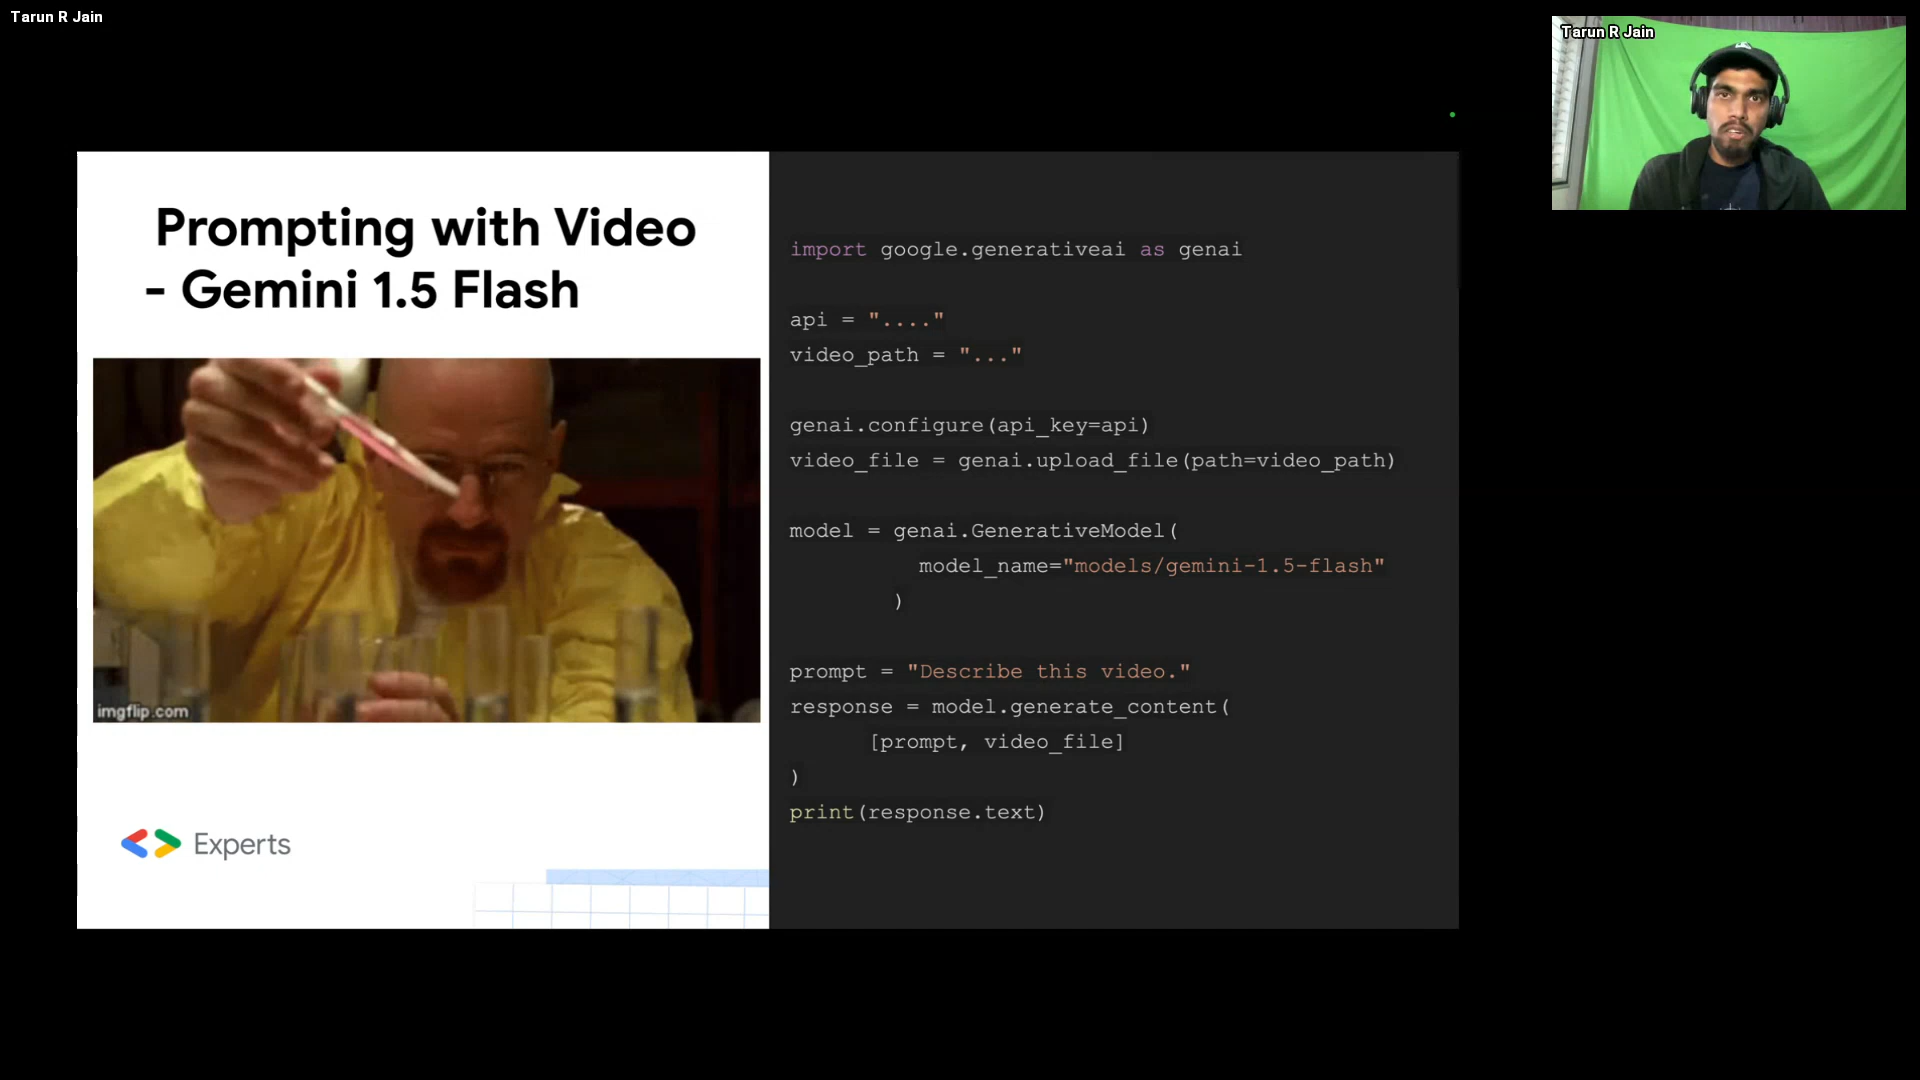 Tarun R Jain
Tarun R Jain
Prompting with Video
- Gemini 1.5 Flash
imgflip.com
Experts
import google.generativeai as genai
api = "...."
video_path = "..."
genai.configure(api_key=api)
video_file = genai.upload_file(path=video_path)
model = genai.GenerativeModel(
model_name="models/gemini-1.5-flash"
)
prompt = "Describe this video."
response = model.generate_content(
[prompt, video_file]
)
print(response.text)